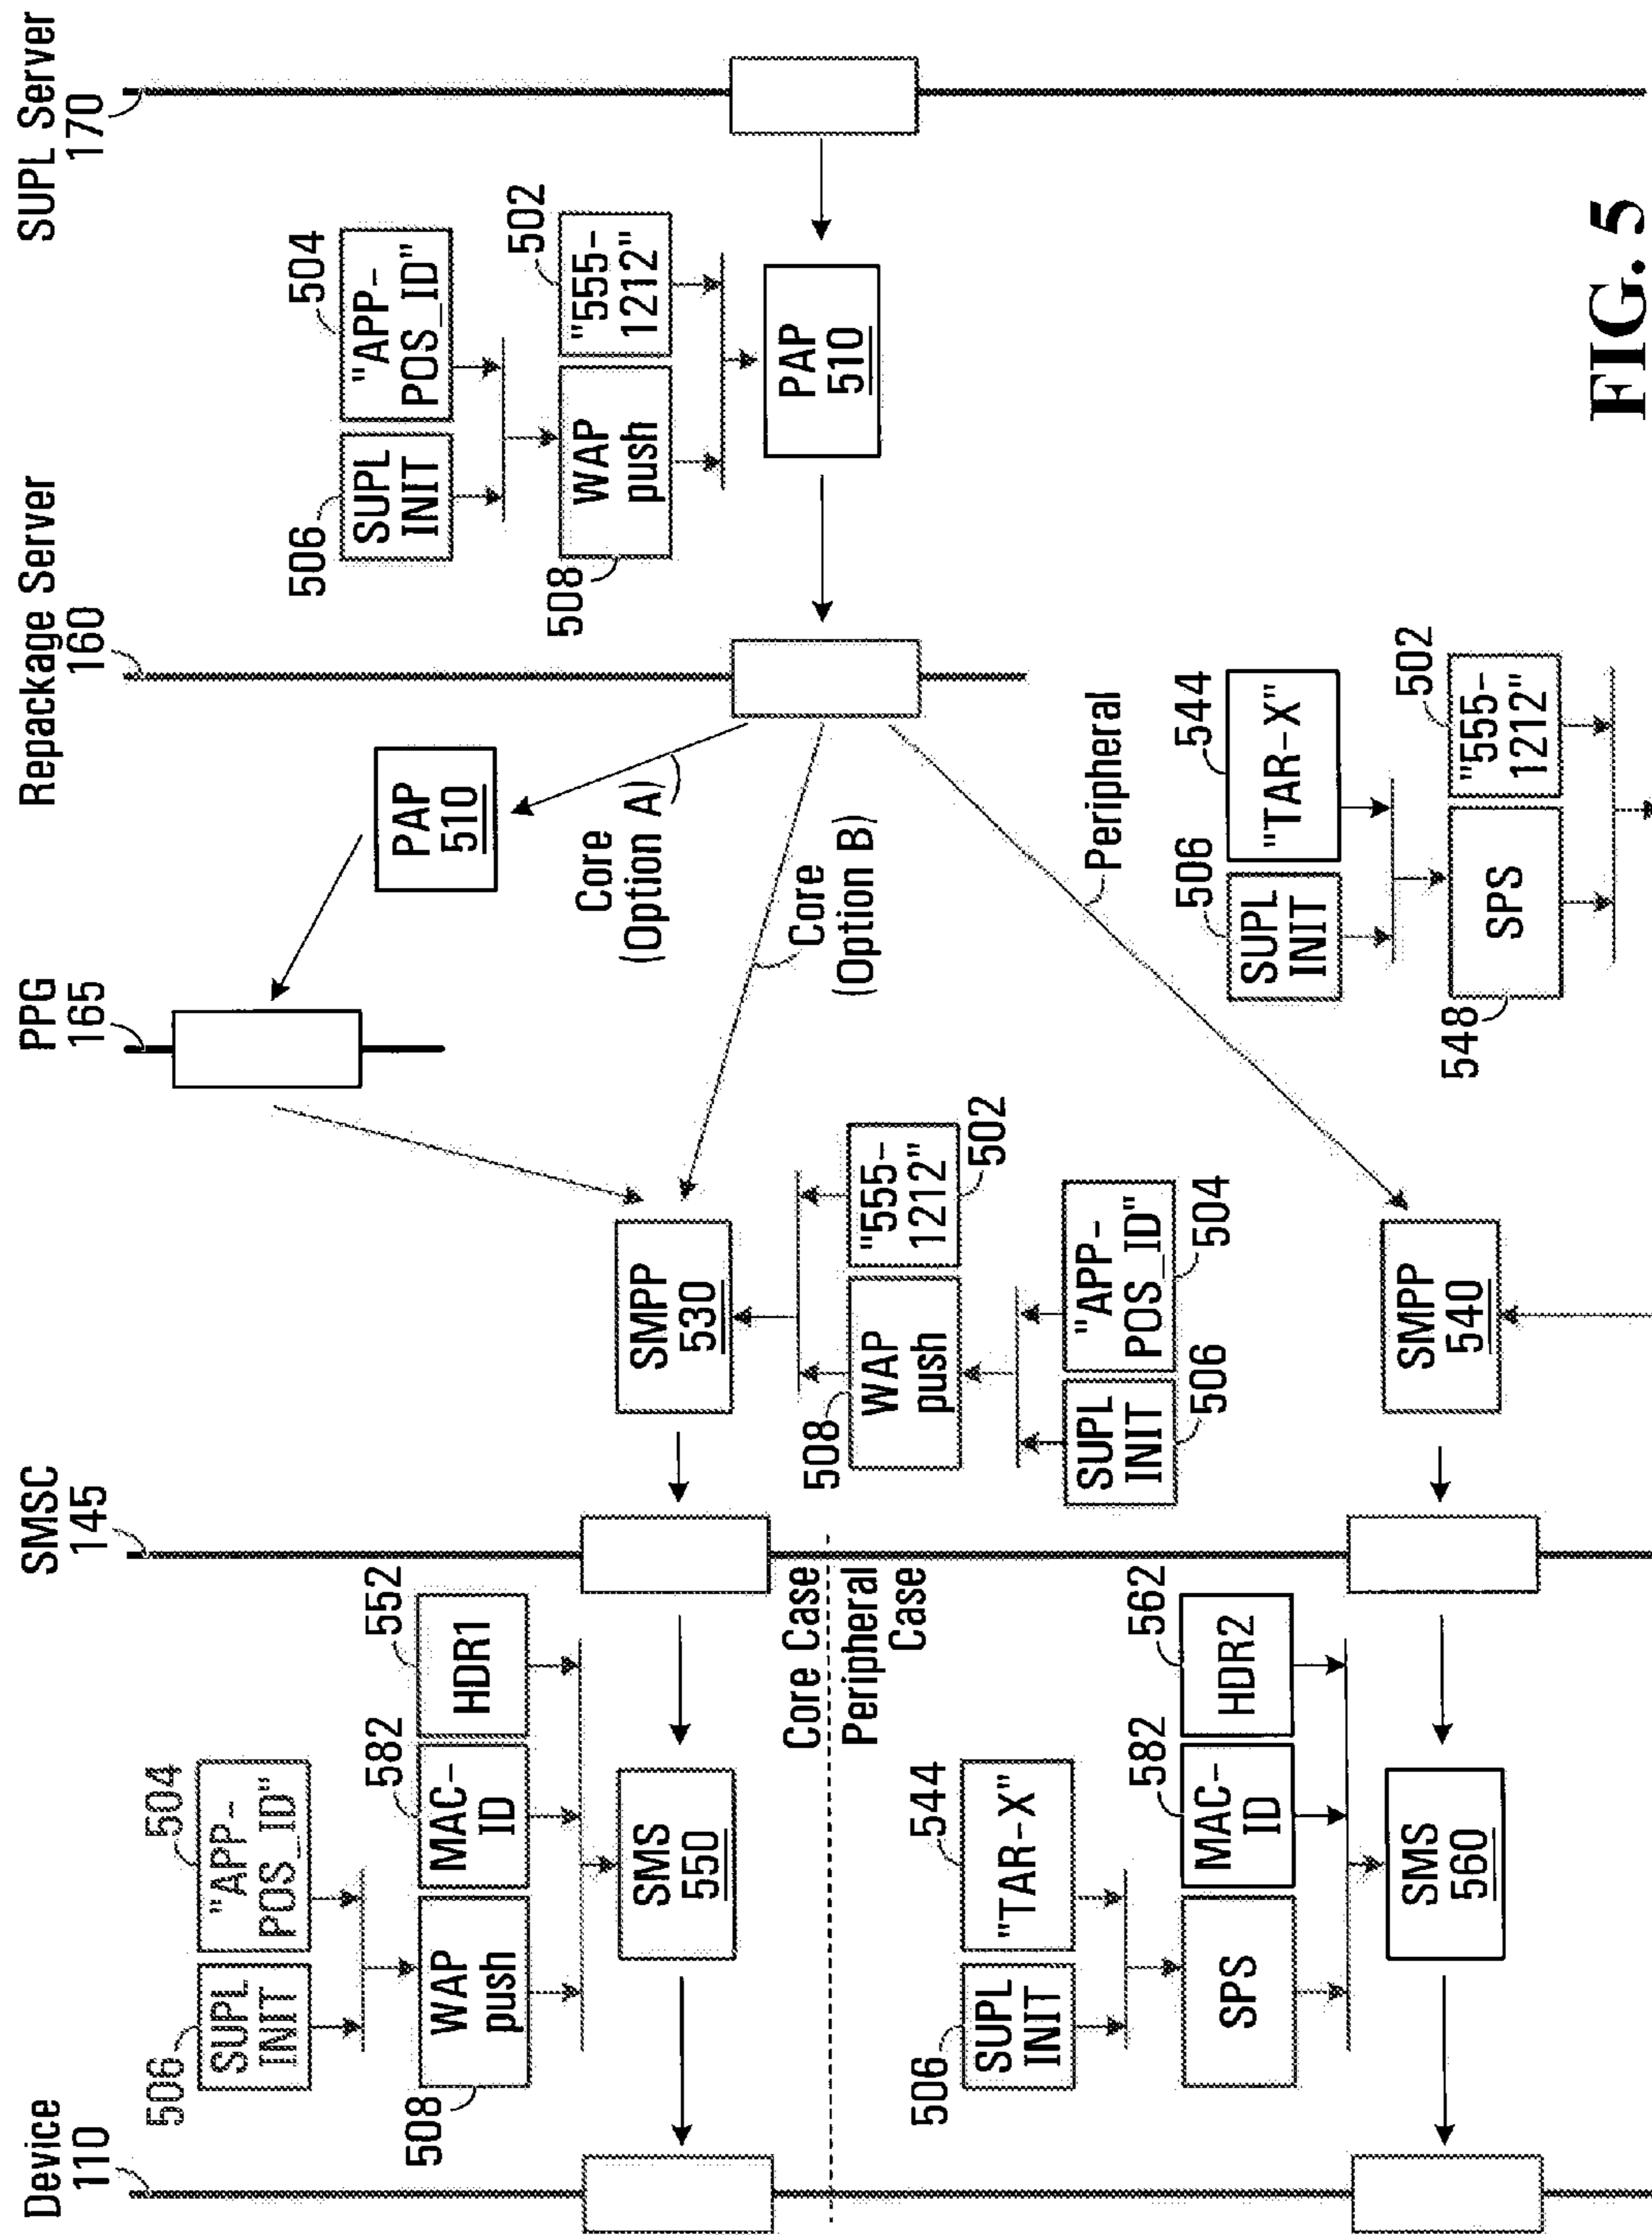 Device
110
SMSC
145
PPG
165
Repackage Server
160
SUPL Server
170
506
SUPL
INIT
504
"APP-
POS_ID"
508
WAP
push
582
MAC-
ID
552
HDR1
SMS
550
Core Case
Peripheral
Case
506
SUPL
INIT
544
"TAR-X"
SPS
582
MAC-
ID
562
HDR2
SMS
560
SMPP
530
508
WAP
push
"555-
1212"
502
SUPL
INIT
506
"APP-
POS_ID"
504
SMPP
540
PAP
510
Core
(Option A)
Core
(Option B)
Peripheral
506
SUPL
INIT
544
"TAR-X"
548
SPS
502
"555-
1212"
506
SUPL
INIT
504
"APP-
POS_ID"
508
WAP
push
502
"555-
1212"
PAP
510
FIG. 5